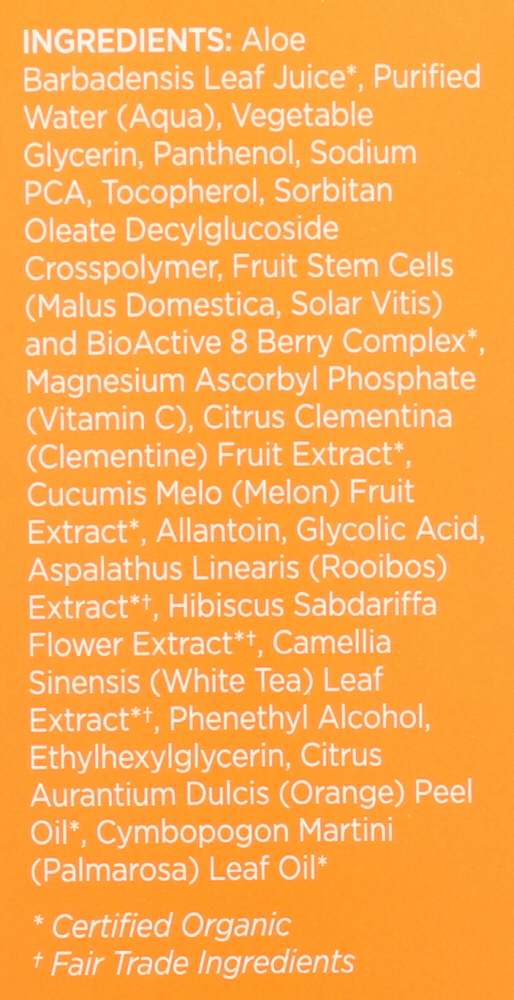 INGREDIENTS: Aloe
Barbadensis Leaf Juice*, Purified
Water (Aqua), Vegetable
Glycerin, Panthenol, Sodium
PCA, Tocopherol, Sorbitan
Oleate Decylglucoside
Crosspolymer, Fruit Stem Cells
(Malus Domestica, Solar Vitis)
and BioActive 8 Berry Complex*,
Magnesium Ascorbyl Phosphate
(Vitamin C), Citrus Clementina
(Clementine) Fruit Extract*,
Cucumis Melo (Melon) Fruit
Extract*, Allantoin, Glycolic Acid,
Aspalathus Linearis (Rooibos)
Extract*†, Hibiscus Sabdariffa
Flower Extract*†, Camellia
Sinensis (White Tea) Leaf
Extract*†, Phenethyl Alcohol,
Ethylhexylglycerin, Citrus
Aurantium Dulcis (Orange) Peel
Oil*, Cymbopogon Martini
(Palmarosa) Leaf Oil*
* Certified Organic
† Fair Trade Ingredients